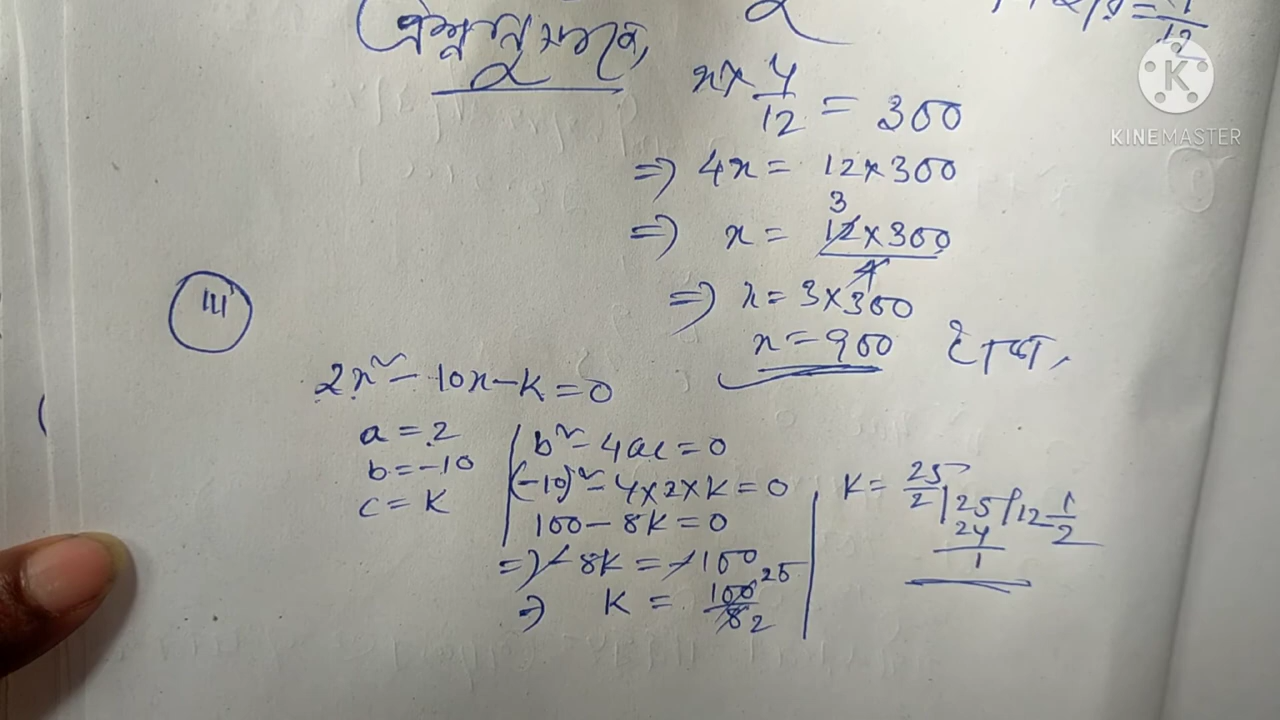 প্রশ্নানুসারে,
x × 4/12 = 300
⇒ 4x = 12×300
⇒ x = 12×300/4 3
⇒ x = 3×300
x = 900 টাকা,
III
2x² - 10x - K = 0
a = 2
b = -10
c = K
b² - 4ac = 0
(-10)² - 4×2×K = 0
100 - 8K = 0
⇒ - 8K = - 100
⇒ K = 100/8 25 2
K = 25/2 | 25 | 12 1/2
24
1
K
KINEMASTER